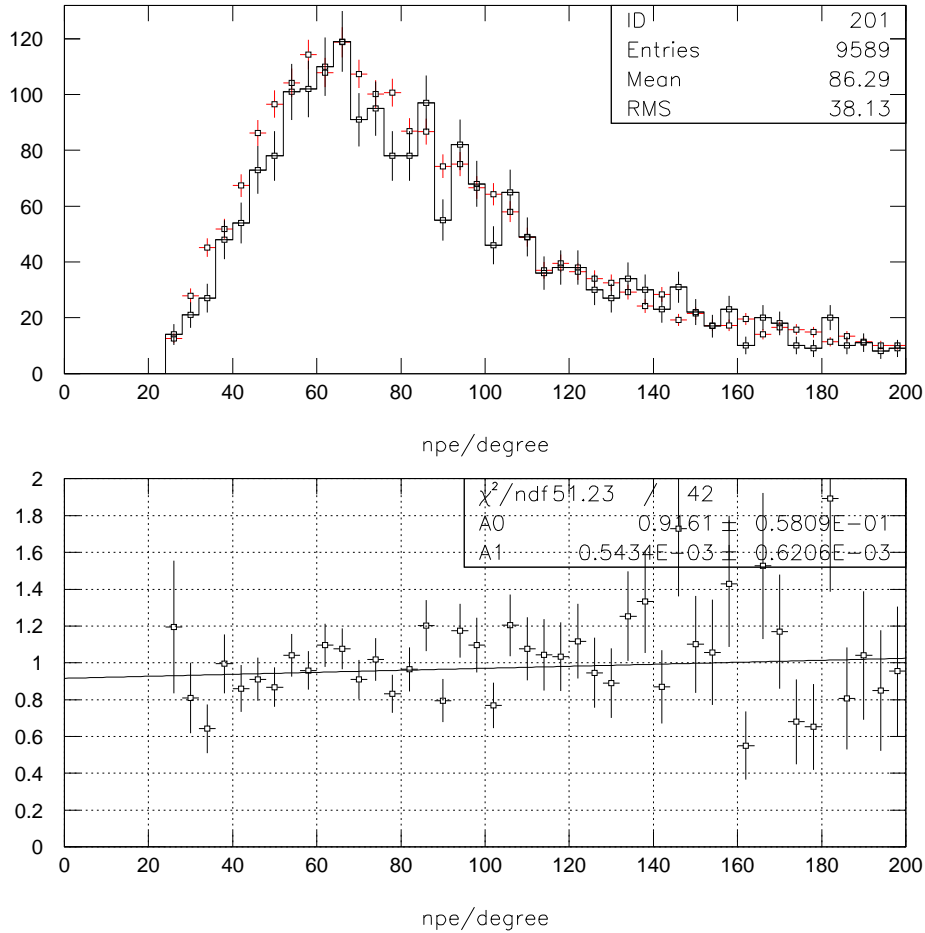 ID 201
Entries 9589
Mean 86.29
RMS 38.13
120
100
80
60
40
20
0
0 20 40 60 80 100 120 140 160 180 200
npe/degree
χ²/ndf 51.23 / 42
A0 0.9161 ± 0.5809E-01
A1 0.5434E-03 ± 0.6206E-03
2
1.8
1.6
1.4
1.2
1
0.8
0.6
0.4
0.2
0
0 20 40 60 80 100 120 140 160 180 200
npe/degree